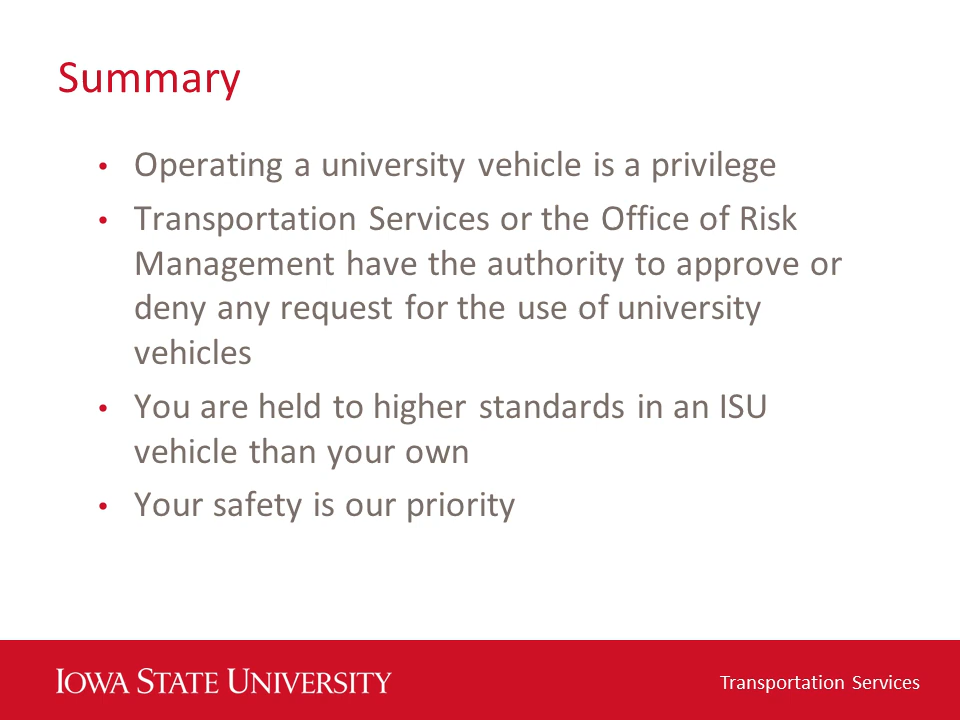 Summary
• Operating a university vehicle is a privilege
• Transportation Services or the Office of Risk
Management have the authority to approve or
deny any request for the use of university
vehicles
• You are held to higher standards in an ISU
vehicle than your own
• Your safety is our priority
IOWA STATE UNIVERSITY
Transportation Services